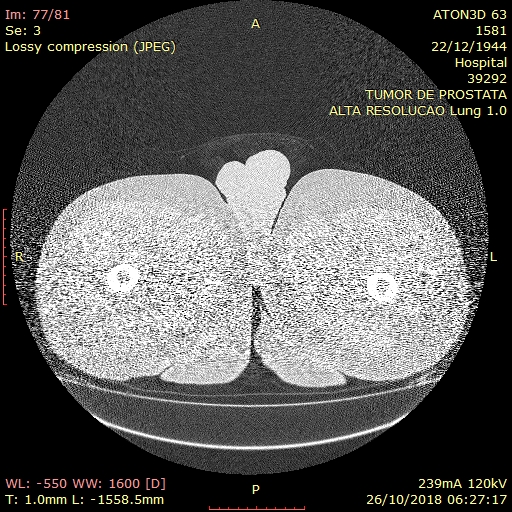 Im: 77/81
Se: 3
Lossy compression (JPEG)
ATON3D 63
1581
22/12/1944
Hospital
39292
TUMOR DE PROSTATA
ALTA RESOLUCAO Lung 1.0
A
R
L
P
WL: -550 WW: 1600 [D]
T: 1.0mm L: -1558.5mm
239mA 120kV
26/10/2018 06:27:17